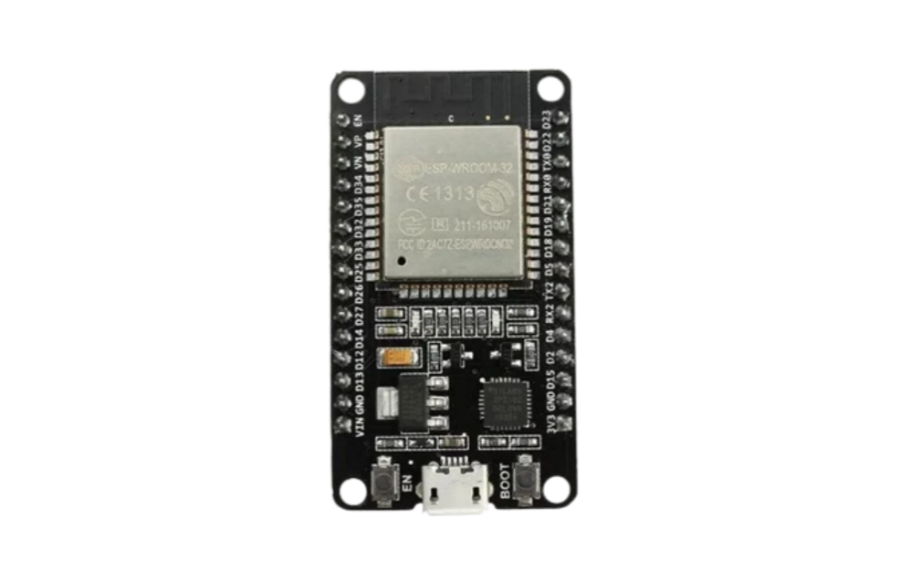 EN
VP
VN
D34
D35
D32
D33
D25
D26
D27
D14
D12
D13
GND
VIN
C
ESP-WROOM-32
CE1313
R 211-161007
FCC ID:2AC7Z-ESPWROOM32
D23
D22
TX0
RX0
D21
D19
D18
D5
TX2
RX2
D4
D2
D15
GND
3V3
EN
BOOT